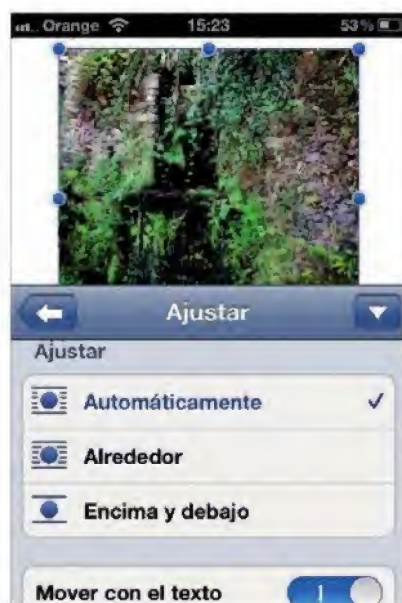 Orange 15:23 53%
Ajustar
Ajustar
Automáticamente
Alrededor
Encima y debajo
Mover con el texto